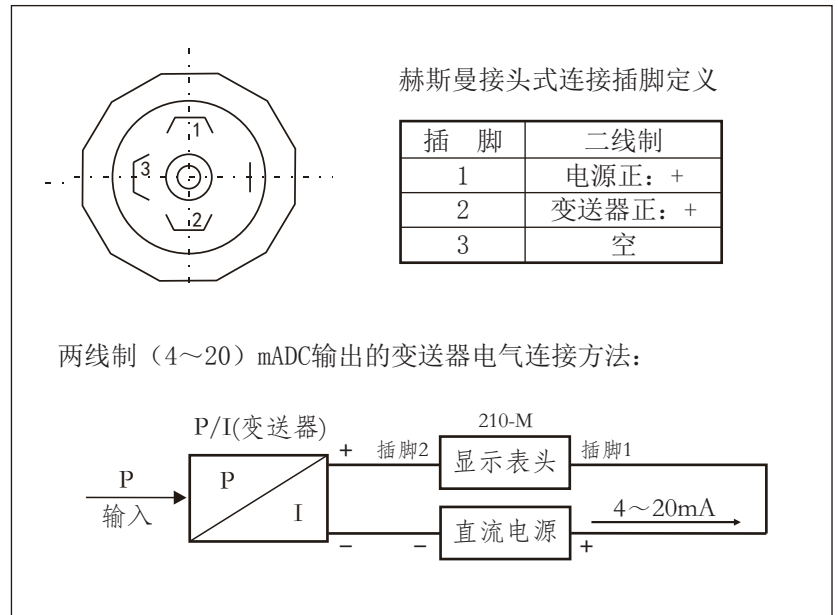 赫斯曼接头式连接插脚定义
1
3
2
插 脚 二线制
1 电源正：+
2 变送器正：+
3 空
两线制（4～20）mADC输出的变送器电气连接方法：
P/I(变送器)
+ 插脚2
210-M
显示表头
插脚1
P
输入
P
I
直流电源
4～20mA
- - +